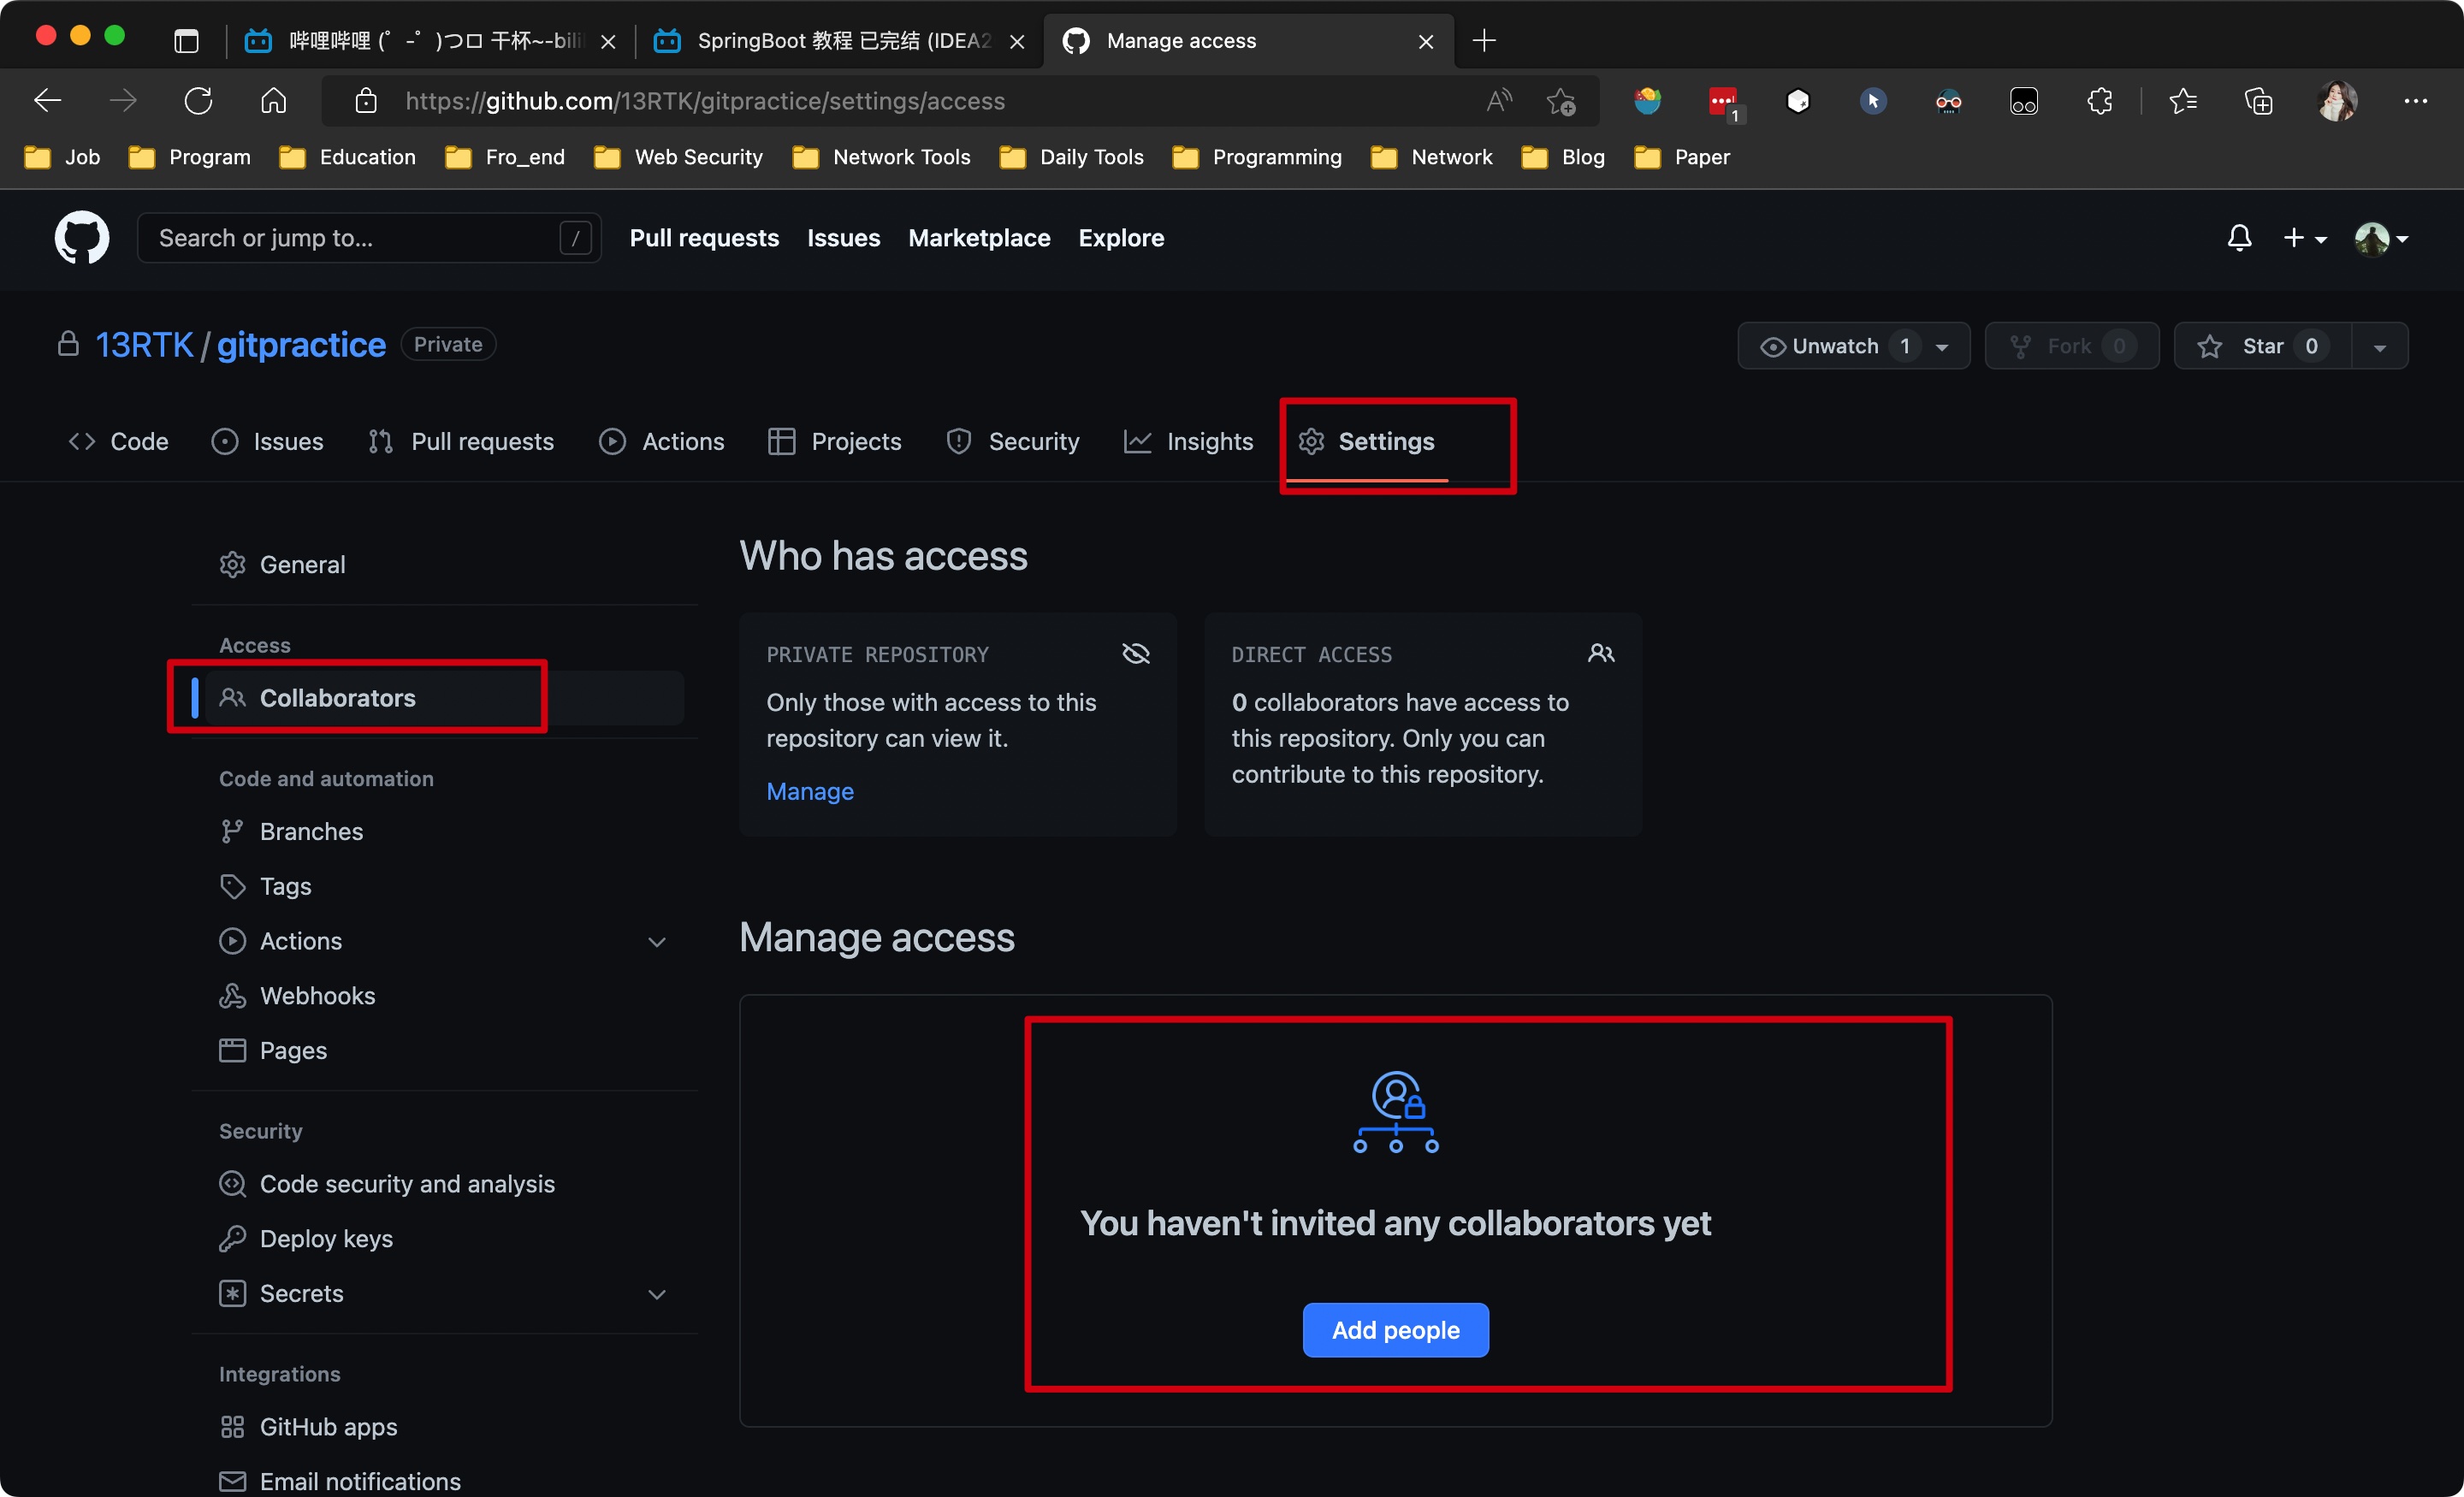 哔哩哔哩 (゜-゜)つロ 干杯~-bili
SpringBoot 教程 已完结 (IDEA2
Manage access
https://github.com/13RTK/gitpractice/settings/access
1
Job
Program
Education
Fro_end
Web Security
Network Tools
Daily Tools
Programming
Network
Blog
Paper
Search or jump to...
/
Pull requests
Issues
Marketplace
Explore
13RTK / gitpractice
Private
Unwatch 1
Fork 0
Star 0
Code
Issues
Pull requests
Actions
Projects
Security
Insights
Settings
General
Access
Collaborators
Code and automation
Branches
Tags
Actions
Webhooks
Pages
Security
Code security and analysis
Deploy keys
Secrets
Integrations
GitHub apps
Email notifications
Who has access
PRIVATE REPOSITORY
Only those with access to this
repository can view it.
Manage
DIRECT ACCESS
0 collaborators have access to
this repository. Only you can
contribute to this repository.
Manage access
You haven't invited any collaborators yet
Add people